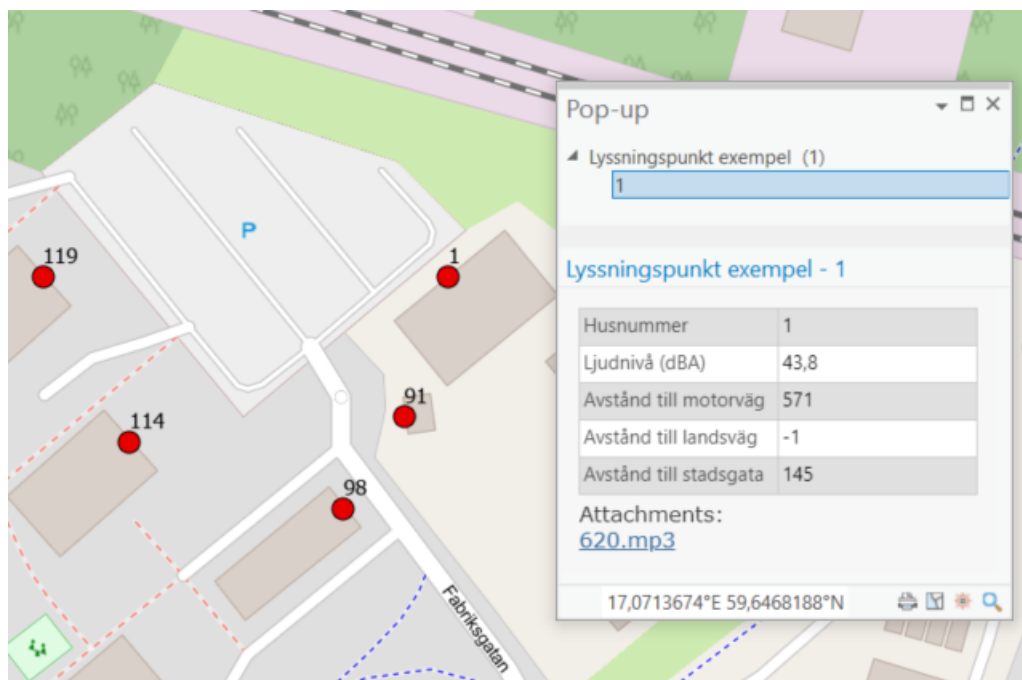 Pop-up
Lyssningspunkt exempel (1)
1
Lyssningspunkt exempel - 1
Husnummer 1
Ljudnivå (dBA) 43,8
Avstånd till motorväg 571
Avstånd till landsväg -1
Avstånd till stadsgata 145
Attachments:
620.mp3
17,0713674°E 59,6468188°N
P
119
1
91
114
98
Fabriksgatan